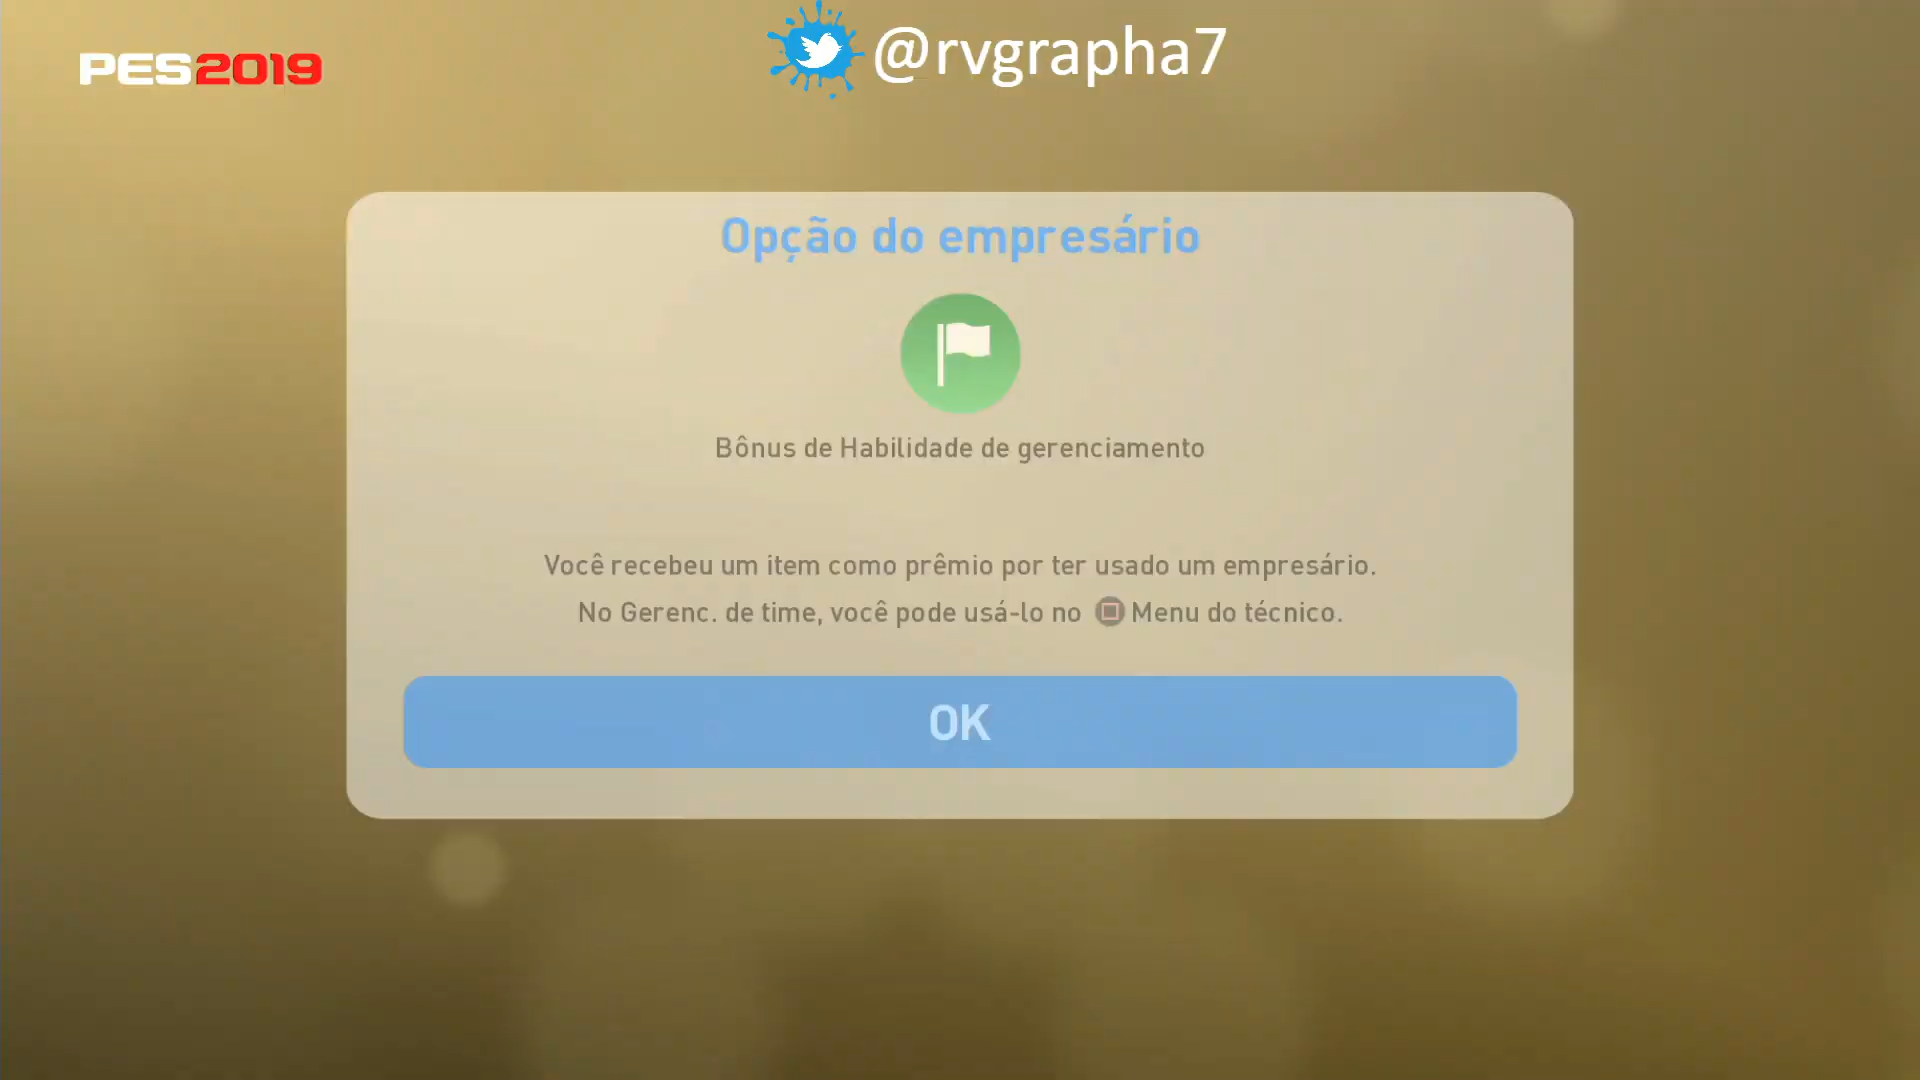 PES2019
@rvgrapha7
Opção do empresário
Bônus de Habilidade de gerenciamento
Você recebeu um item como prêmio por ter usado um empresário.
No Gerenc. de time, você pode usá-lo no Menu do técnico.
OK